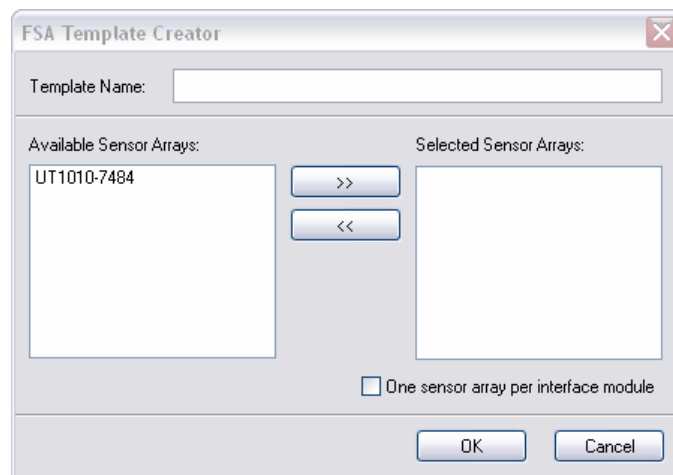 FSA Template Creator
Template Name:
Available Sensor Arrays:
Selected Sensor Arrays:
UT1010-7484
>>
<<
One sensor array per interface module
OK
Cancel